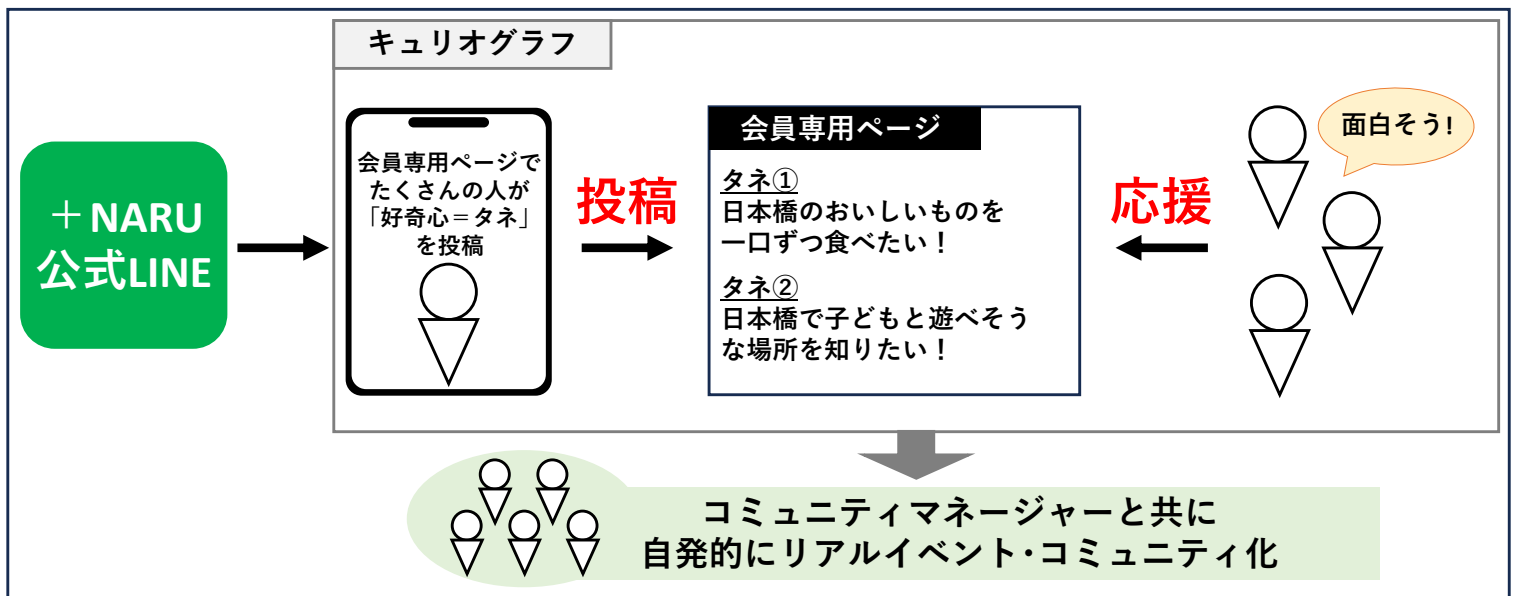 キュリオグラフ
＋NARU
公式LINE
会員専用ページで
たくさんの人が
「好奇心＝タネ」
を投稿
投稿
会員専用ページ
タネ①
日本橋のおいしいものを
一口ずつ食べたい！
タネ②
日本橋で子どもと遊べそう
な場所を知りたい！
応援
面白そう!
コミュニティマネージャーと共に
自発的にリアルイベント・コミュニティ化